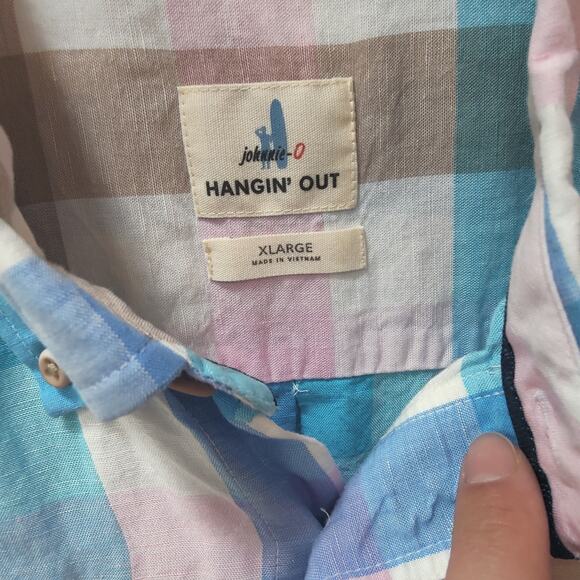 johnnie-O
HANGIN' OUT
XLARGE
MADE IN VIETNAM